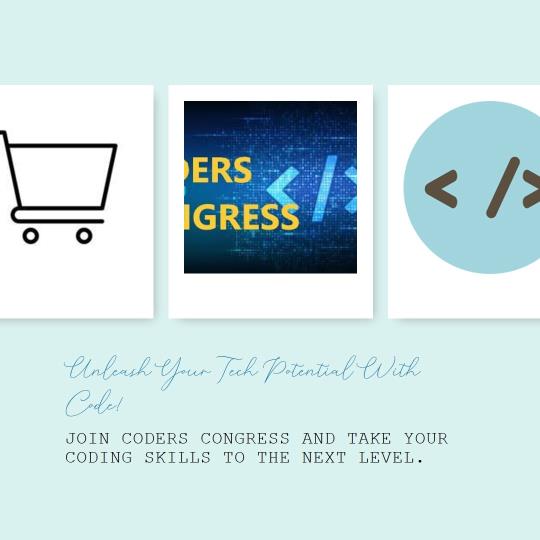 DERS
NGRESS
</>
</>
Unleash Your Tech Potential With
Code!
JOIN CODERS CONGRESS AND TAKE YOUR
CODING SKILLS TO THE NEXT LEVEL.